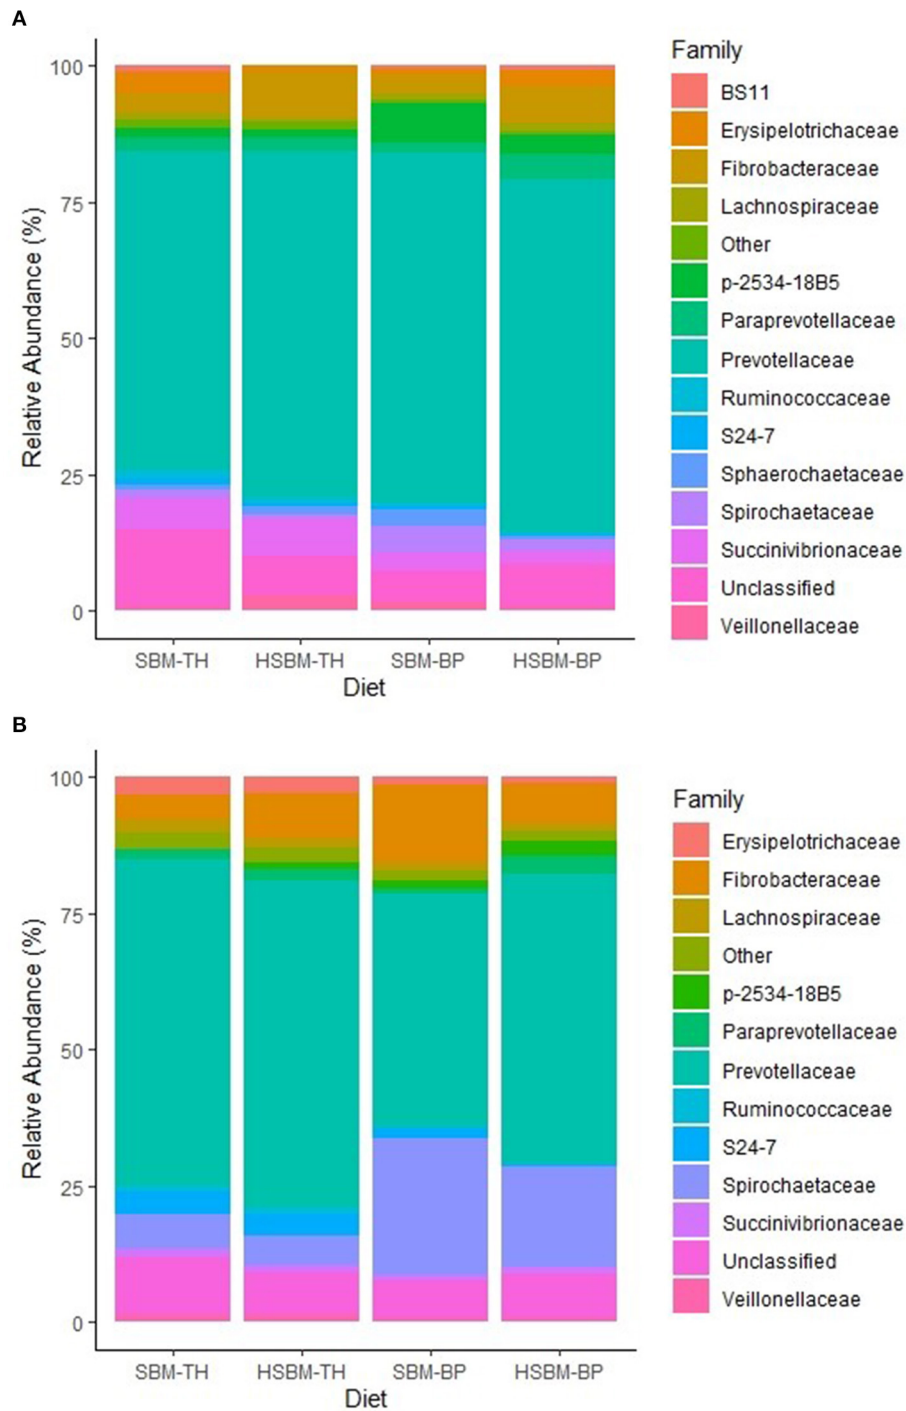 A
Family
100
75
50
25
0
Relative Abundance (%)
BS11
Erysipelotrichaceae
Fibrobacteraceae
Lachnospiraceae
Other
p-2534-18B5
Paraprevotellaceae
Prevotellaceae
Ruminococcaceae
S24-7
Sphaerochaetaceae
Spirochaetaceae
Succinivibrionaceae
Unclassified
Veillonellaceae
SBM-TH HSBM-TH SBM-BP HSBM-BP
Diet
B
Family
100
75
50
25
0
Relative Abundance (%)
Erysipelotrichaceae
Fibrobacteraceae
Lachnospiraceae
Other
p-2534-18B5
Paraprevotellaceae
Prevotellaceae
Ruminococcaceae
S24-7
Spirochaetaceae
Succinivibrionaceae
Unclassified
Veillonellaceae
SBM-TH HSBM-TH SBM-BP HSBM-BP
Diet